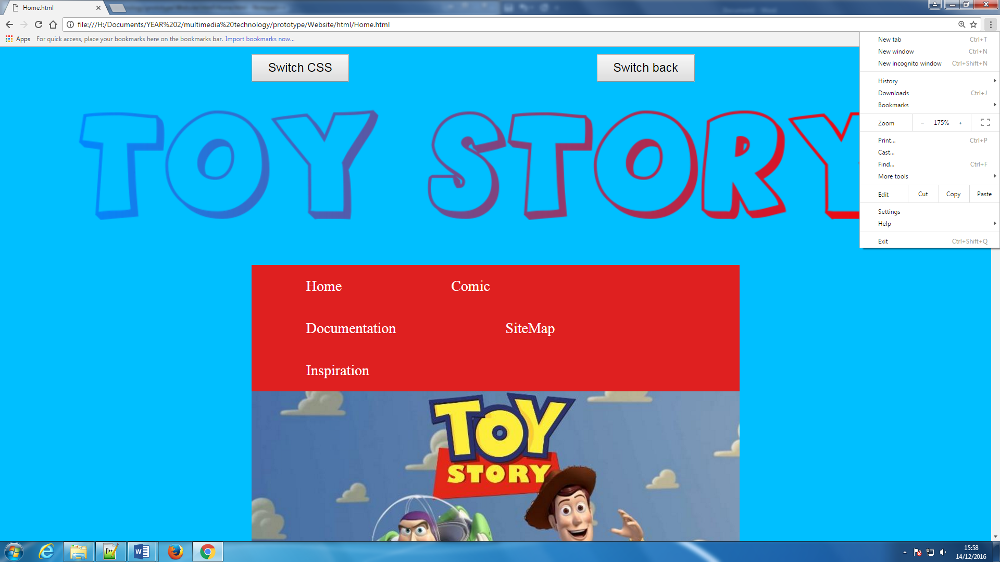 Home.html
file:///H:/Documents/YEAR%202/multimedia%20technology/prototype/Website/html/Home.html
Apps For quick access, place your bookmarks here on the bookmarks bar. Import bookmarks now...
New tab Ctrl+T
New window Ctrl+N
New incognito window Ctrl+Shift+N
History
Downloads Ctrl+J
Bookmarks
Zoom − 175% +
Print... Ctrl+P
Cast...
Find... Ctrl+F
More tools
Edit Cut Copy Paste
Settings
Help
Exit Ctrl+Shift+Q
Switch CSS Switch back
TOY STORY
Home Comic
Documentation SiteMap
Inspiration
TOY
STORY
15:58
14/12/2016